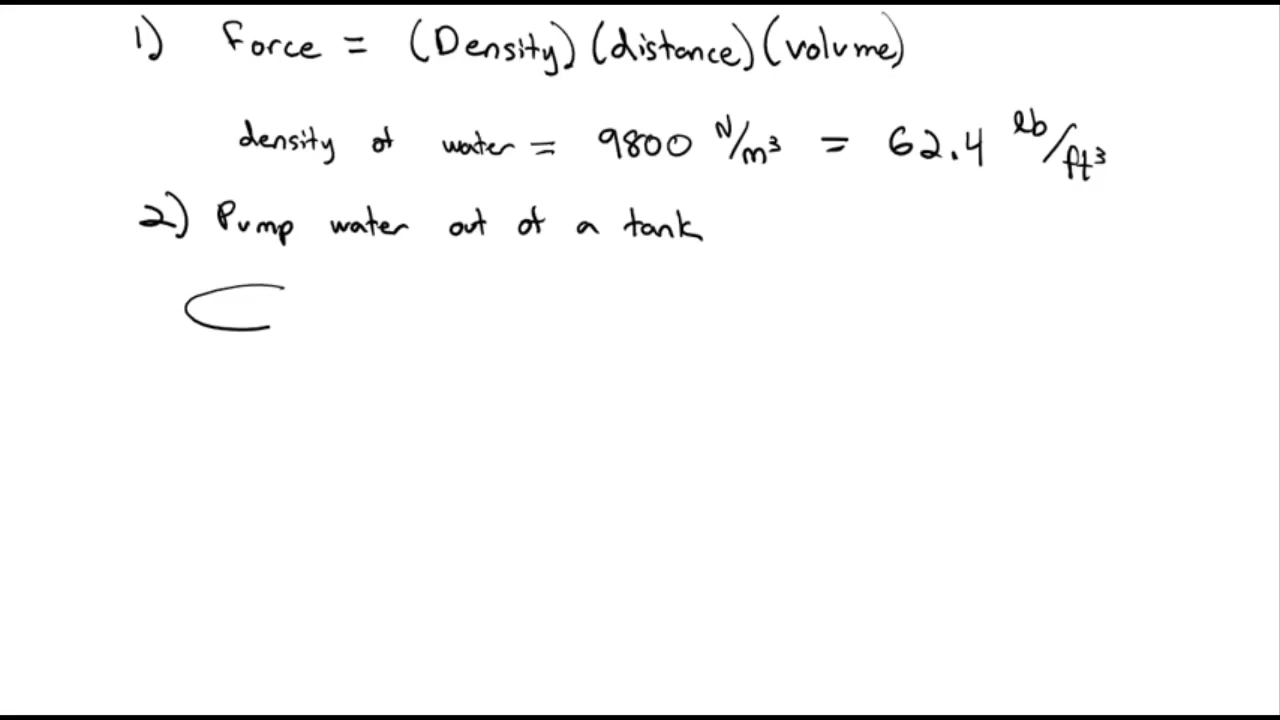 1) Force = (Density)(distance)(volume)
density of water = 9800 N/m³ = 62.4 lb/ft³
2) Pump water out of a tank